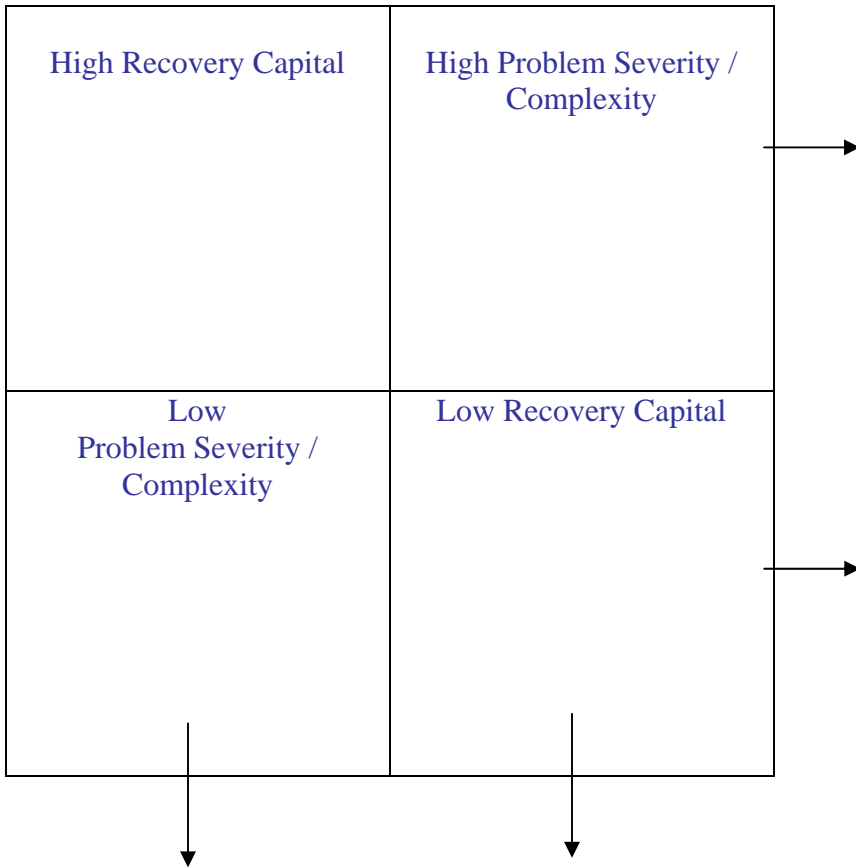 High Recovery Capital
High Problem Severity /
Complexity
Low
Problem Severity /
Complexity
Low Recovery Capital